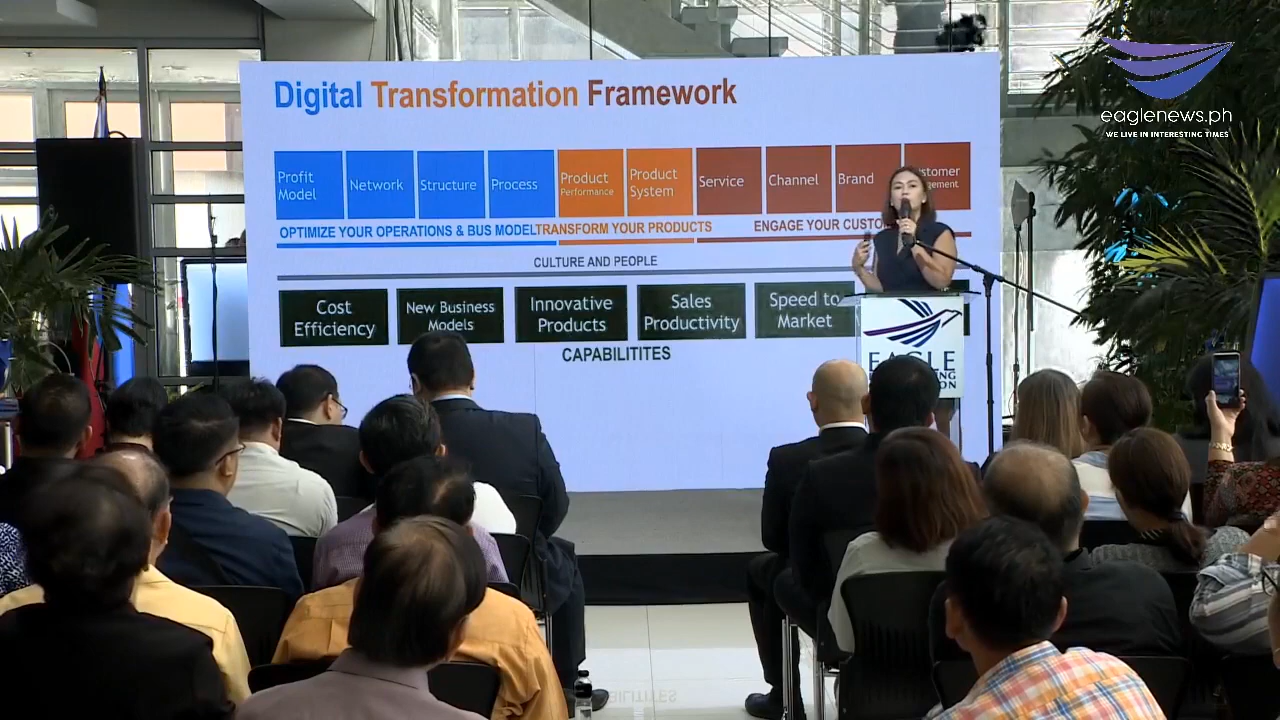 Digital Transformation Framework
eaglenews.ph
WE LIVE IN INTERESTING TIMES
Profit
Model
Network
Structure
Process
Product
Performance
Product
System
Service
Channel
Brand
OPTIMIZE YOUR OPERATIONS & BUS MODEL
TRANSFORM YOUR PRODUCTS
ENGAGE YOUR
CULTURE AND PEOPLE
Cost
Efficiency
New Business
Models
Innovative
Products
Sales
Productivity
Speed to
Market
CAPABILITITES
EAGLE